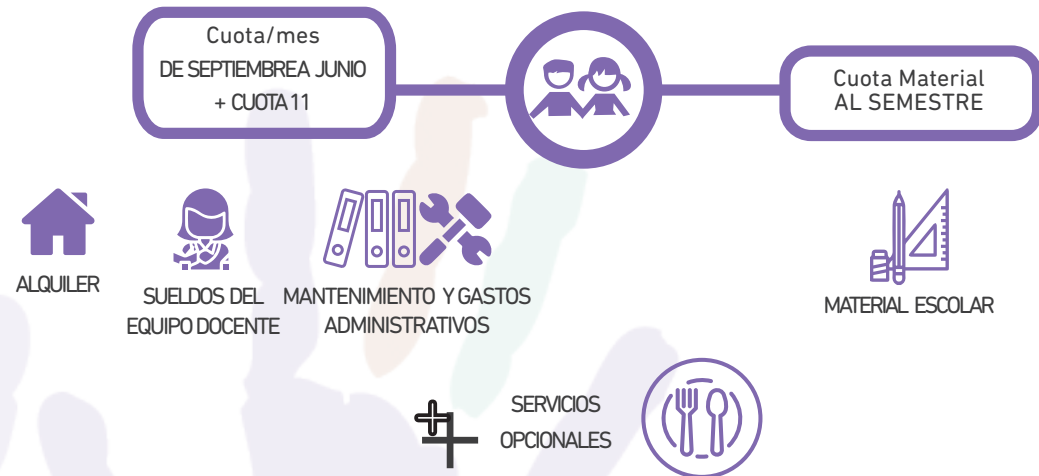 Cuota/mes
DE SEPTIEMBREA JUNIO
+ CUOTA 11
Cuota Material
AL SEMESTRE
ALQUILER
SUELDOS DEL
EQUIPO DOCENTE
MANTENIMIENTO Y GASTOS
ADMINISTRATIVOS
MATERIAL ESCOLAR
SERVICIOS
OPCIONALES